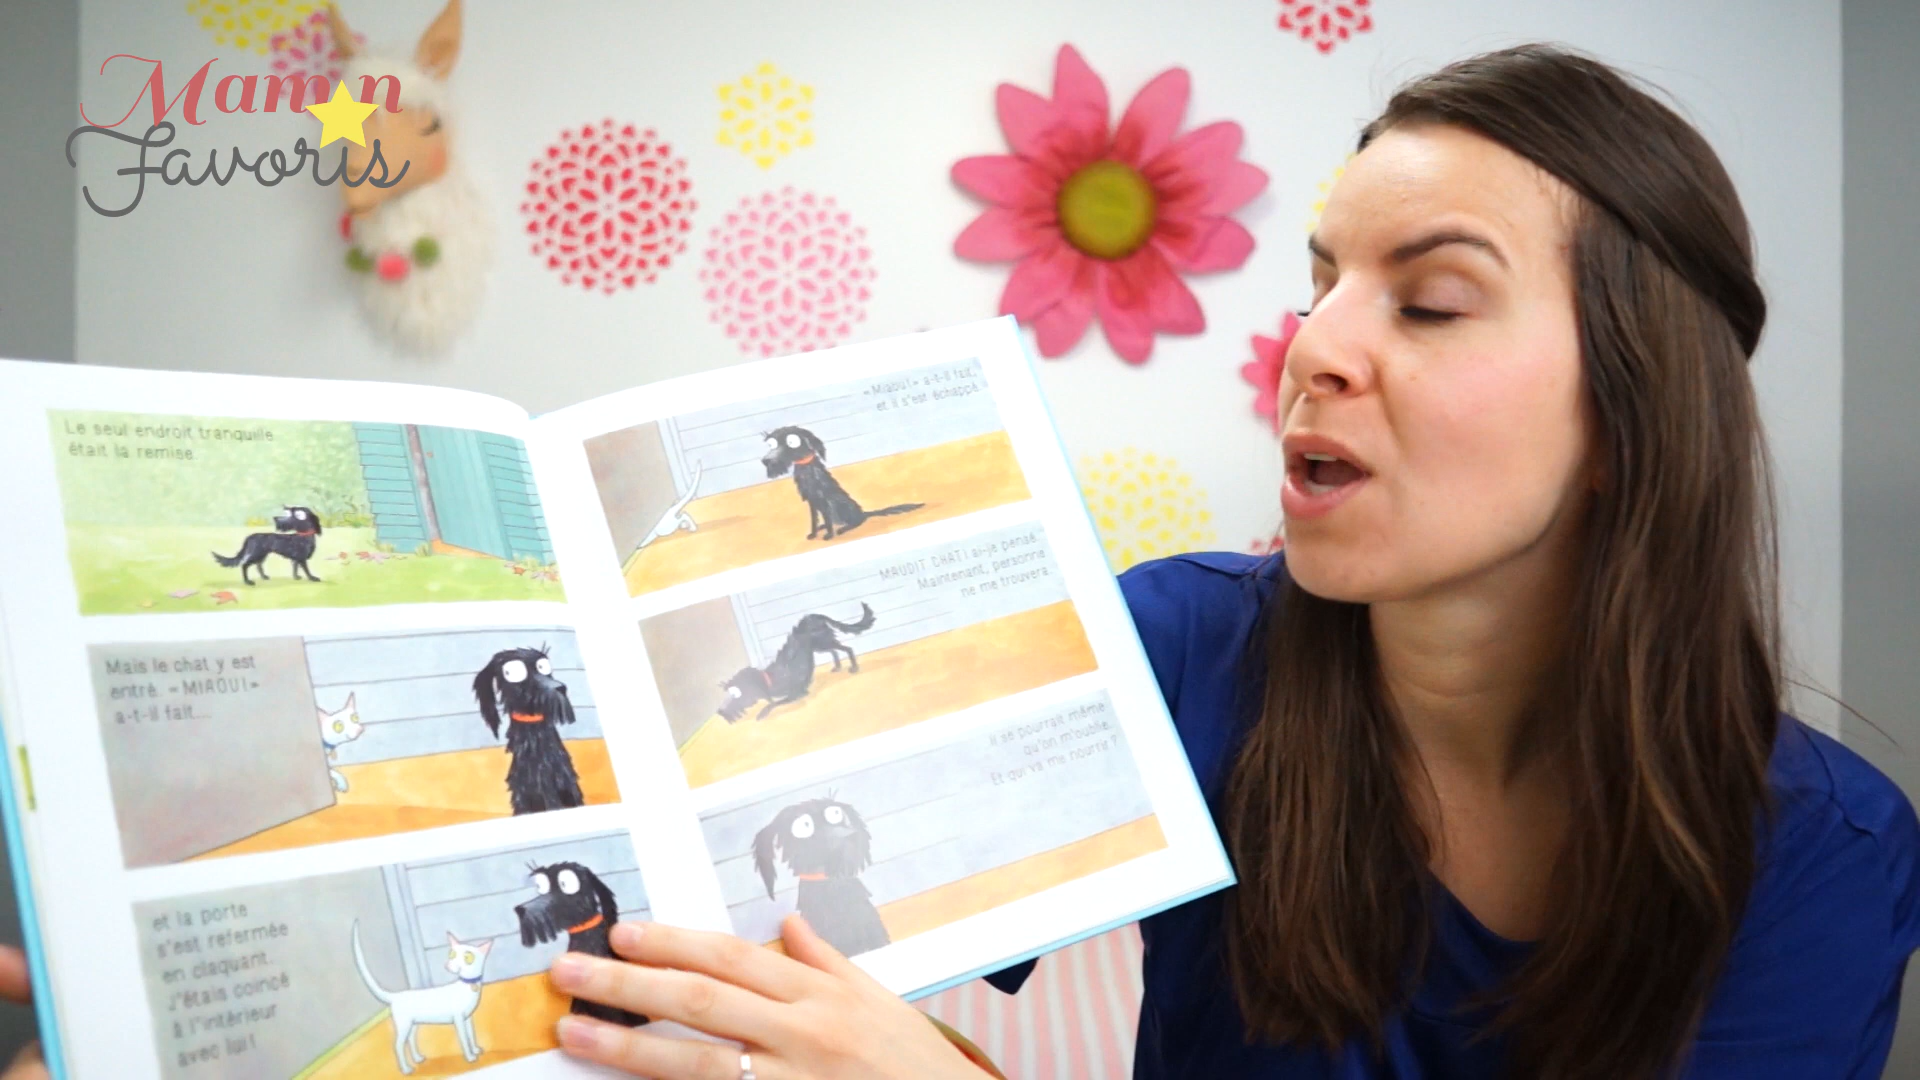 Mam n
Favoris
Le seul endroit tranquille
était la remise.
Mais le chat y est
entré. «MIAOU!»
a-t-il fait...
et la porte
s'est refermée
en claquant.
J'étais coincé
à l'intérieur
avec lui!
«Miaou!» a-t-il fait,
et il s'est échappé.
MAUDIT CHAT! ai-je pensé.
Maintenant, personne
ne me trouvera.
Il se pourrait même
qu'on m'oublie.
Et qui va me nourrir?